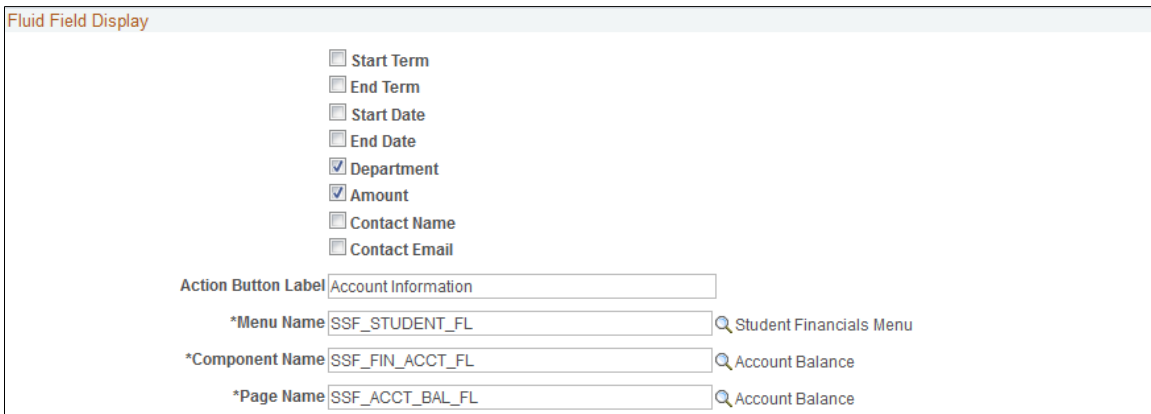 Fluid Field Display
Start Term
End Term
Start Date
End Date
Department
Amount
Contact Name
Contact Email
Action Button Label Account Information
*Menu Name SSF_STUDENT_FL Student Financials Menu
*Component Name SSF_FIN_ACCT_FL Account Balance
*Page Name SSF_ACCT_BAL_FL Account Balance